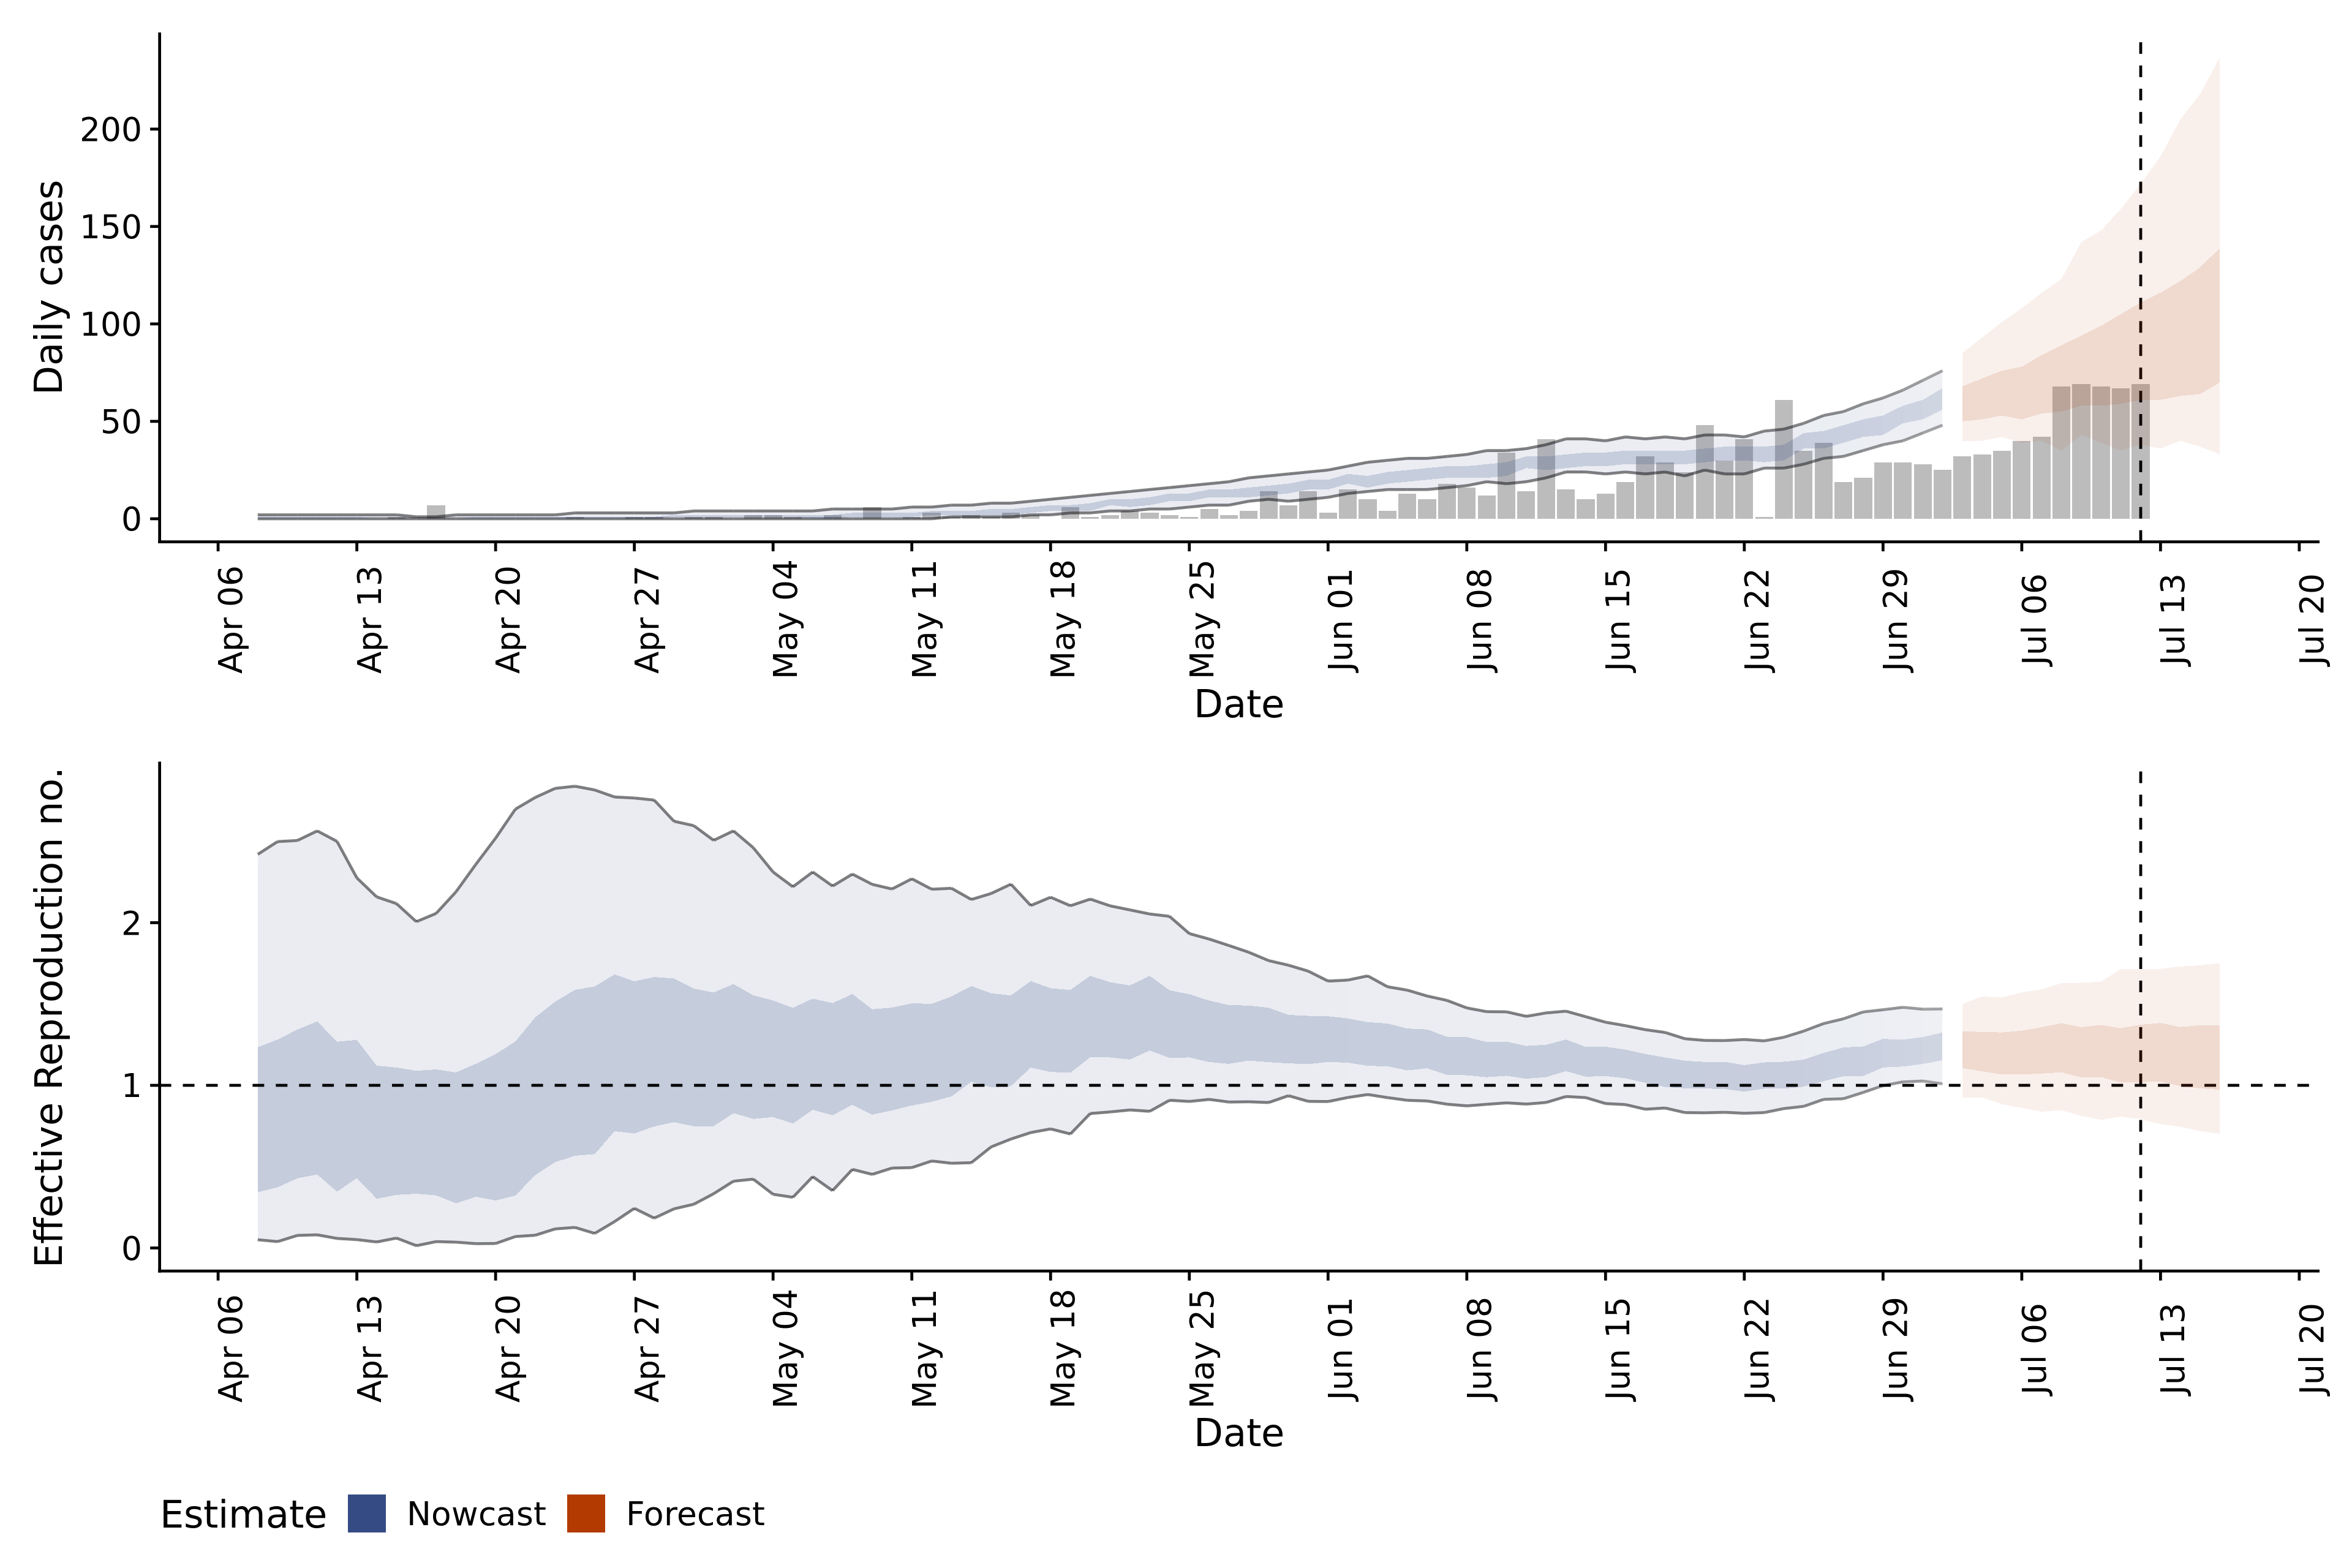 Daily cases
200
150
100
50
0
Apr 06
Apr 13
Apr 20
Apr 27
May 04
May 11
May 18
May 25
Jun 01
Jun 08
Jun 15
Jun 22
Jun 29
Jul 06
Jul 13
Jul 20
Date
Effective Reproduction no.
2
1
0
Apr 06
Apr 13
Apr 20
Apr 27
May 04
May 11
May 18
May 25
Jun 01
Jun 08
Jun 15
Jun 22
Jun 29
Jul 06
Jul 13
Jul 20
Date
Estimate Nowcast Forecast